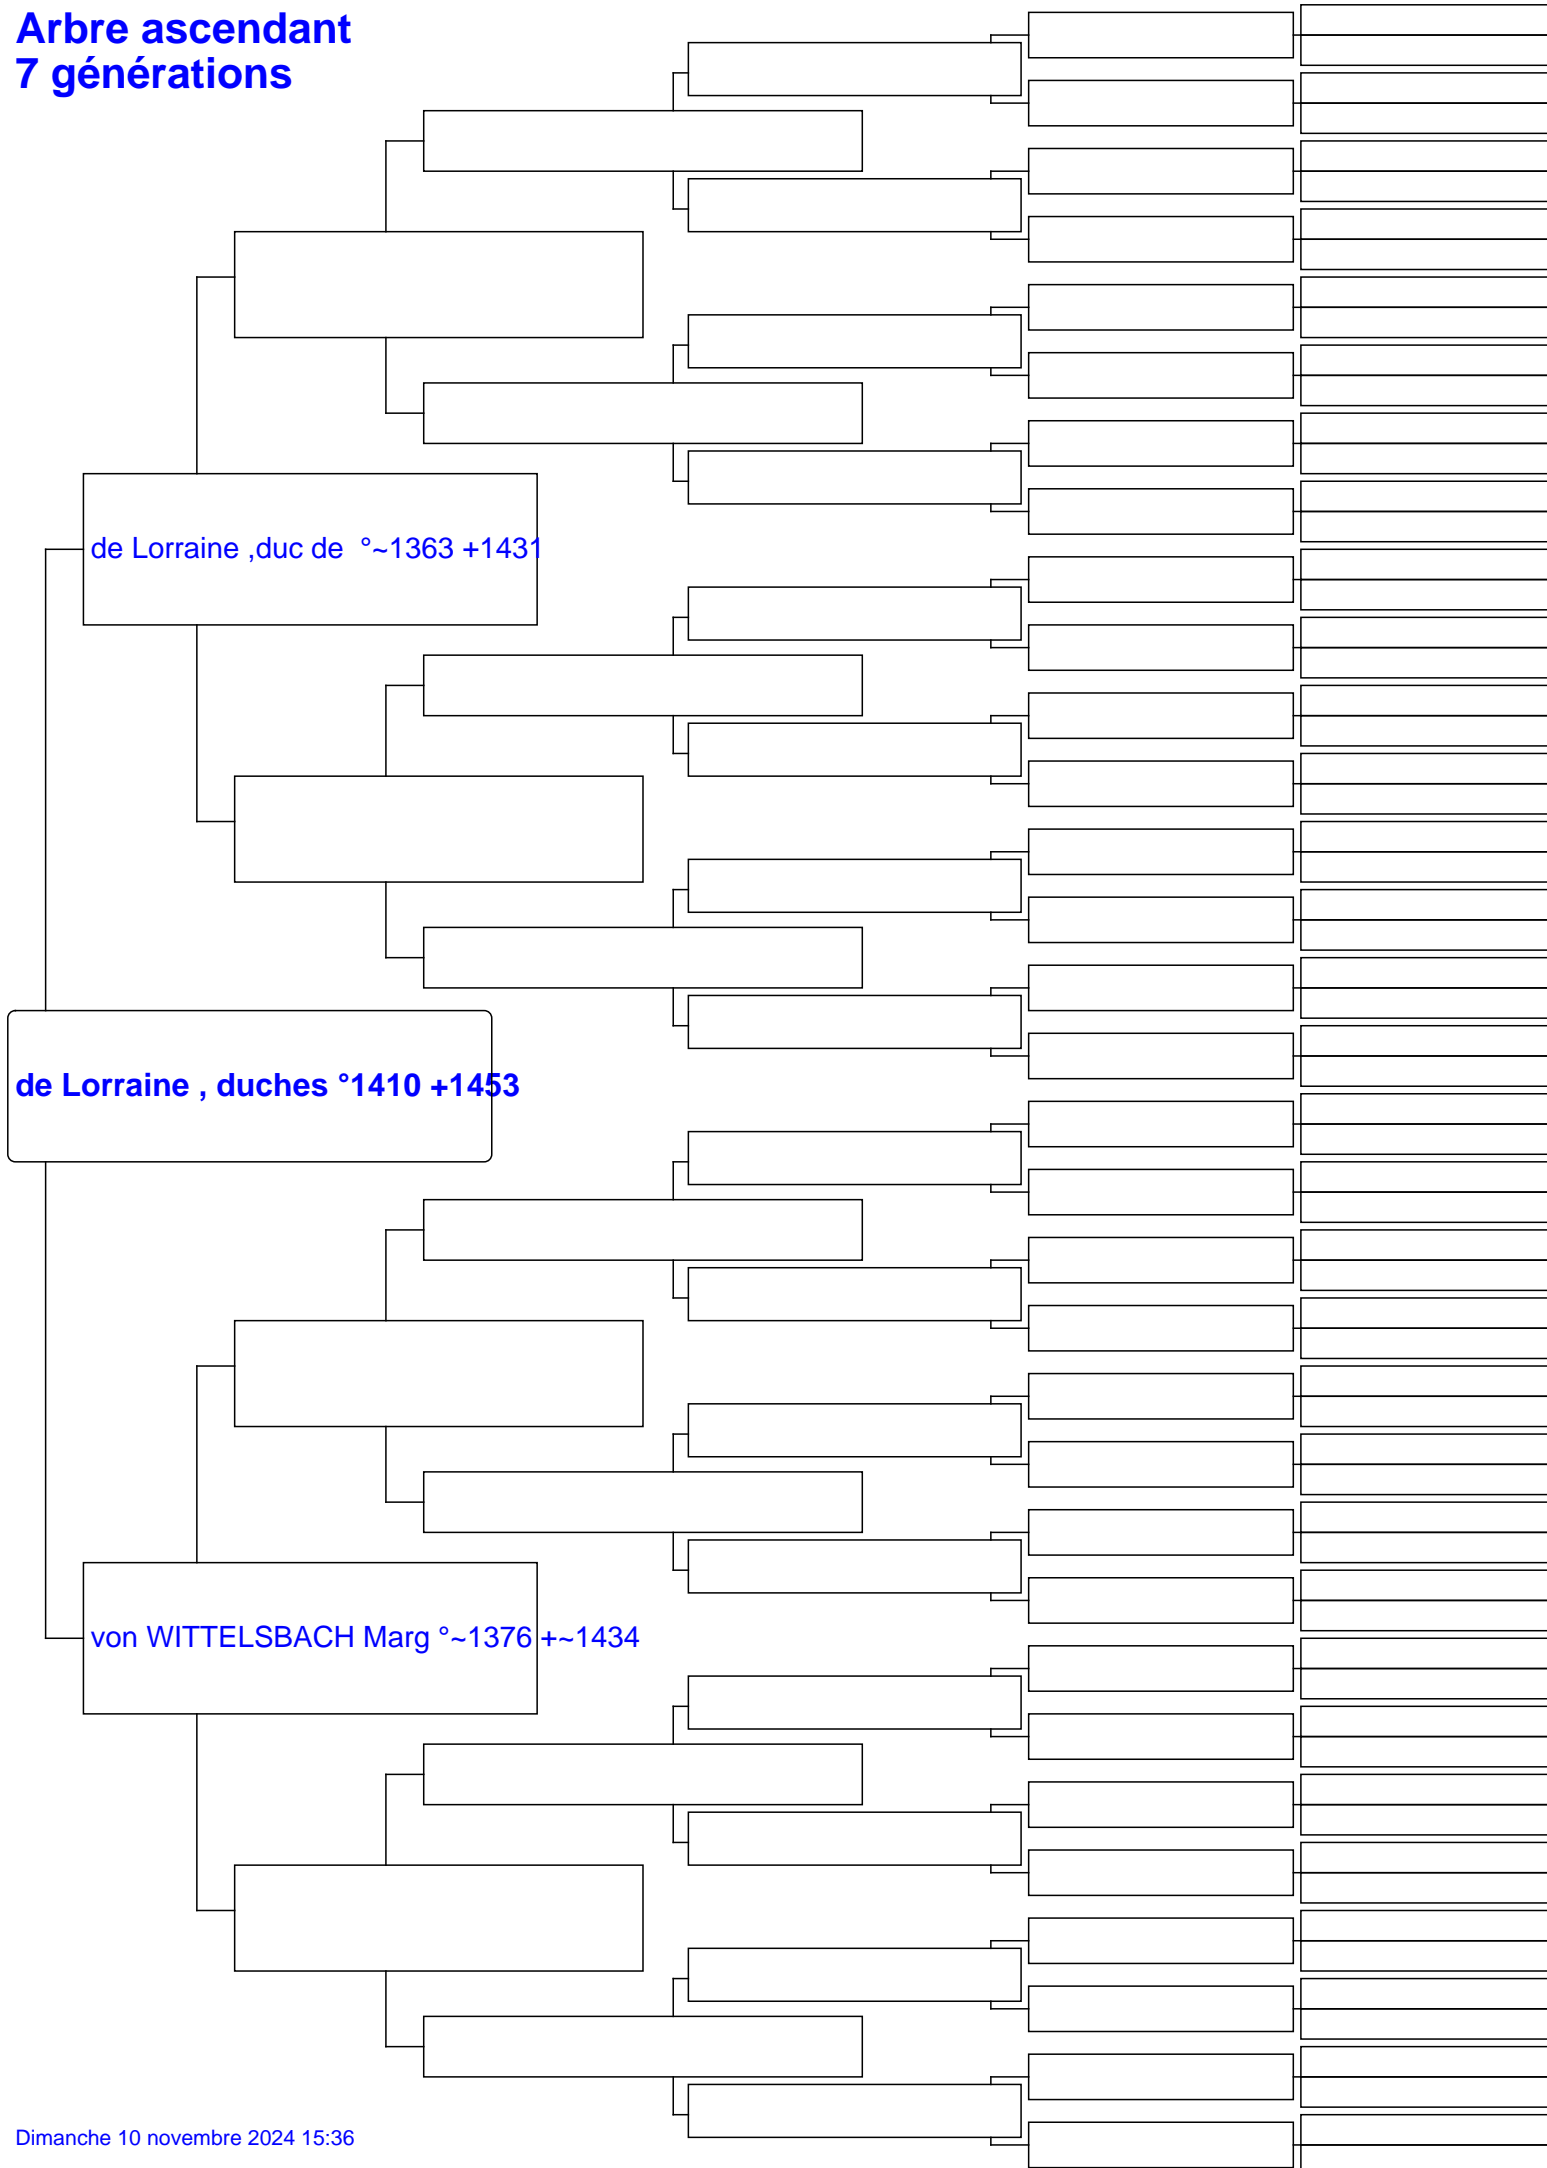 Arbre ascendant
7 générations
de Lorraine ,duc de  °~1363 +1431
de Lorraine , duches °1410 +1453
von WITTELSBACH Marg °~1376 +~1434
Dimanche 10 novembre 2024 15:36